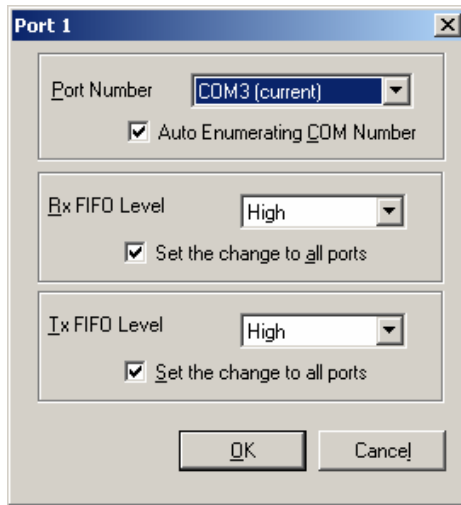 Port 1
Port Number COM3 (current)
Auto Enumerating COM Number
Rx FIFO Level High
Set the change to all ports
Tx FIFO Level High
Set the change to all ports
OK Cancel